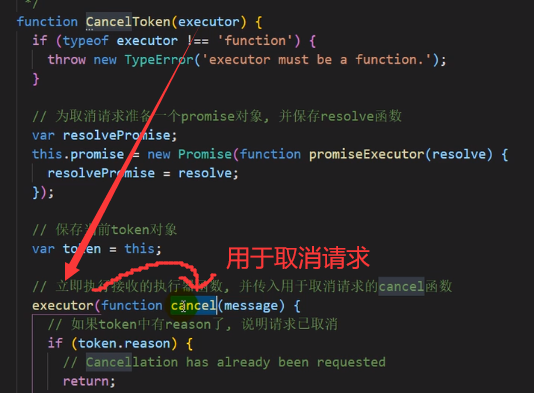 */
function CancelToken(executor) {
if (typeof executor !== 'function') {
throw new TypeError('executor must be a function.');
}
// 为取消请求准备一个promise对象, 并保存resolve函数
var resolvePromise;
this.promise = new Promise(function promiseExecutor(resolve) {
resolvePromise = resolve;
});
// 保存当前token对象
var token = this;
用于取消请求
// 立即执行接收的执行器函数, 并传入用于取消请求的cancel函数
executor(function cancel(message) {
// 如果token中有reason了, 说明请求已取消
if (token.reason) {
// Cancellation has already been requested
return;